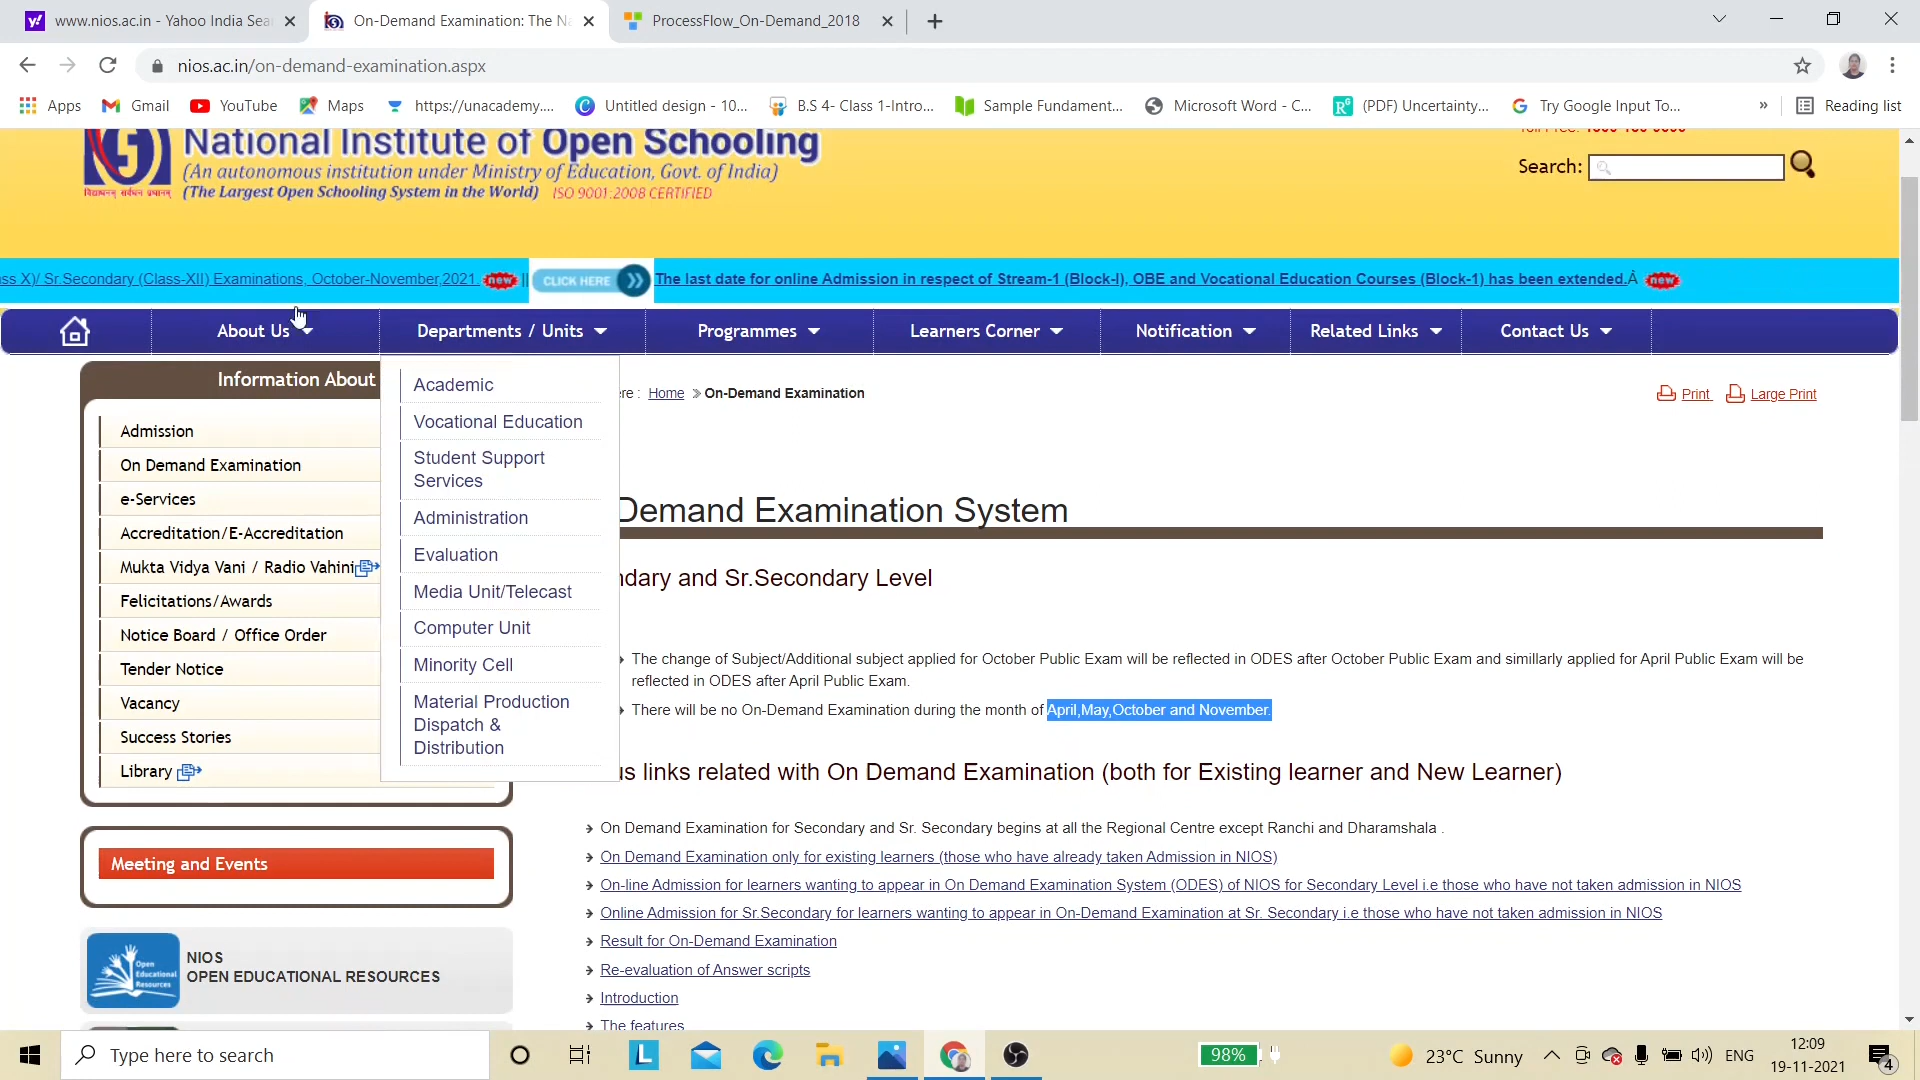 www.nios.ac.in - Yahoo India Sea
On-Demand Examination: The Na
ProcessFlow_On-Demand_2018
nios.ac.in/on-demand-examination.aspx
Apps
Gmail
YouTube
Maps
https://unacademy....
Untitled design - 10...
B.S 4- Class 1-Intro...
Sample Fundament...
Microsoft Word - C...
(PDF) Uncertainty...
Try Google Input To...
Reading list
National Institute of Open Schooling
(An autonomous institution under Ministry of Education, Govt. of India)
(The Largest Open Schooling System in the World) ISO 9001:2008 CERTIFIED
विद्याधनम् सर्वधन प्रधानम्
Search:
ss X)/ Sr.Secondary (Class-XII) Examinations, October-November,2021. new ||
CLICK HERE
The last date for online Admission in respect of Stream-1 (Block-I), OBE and Vocational Education Courses (Block-1) has been extended.Â new
About Us
Departments / Units
Programmes
Learners Corner
Notification
Related Links
Contact Us
Information About
Admission
On Demand Examination
e-Services
Accreditation/E-Accreditation
Mukta Vidya Vani / Radio Vahini
Felicitations/Awards
Notice Board / Office Order
Tender Notice
Vacancy
Success Stories
Library
Academic
Vocational Education
Student Support
Services
Administration
Evaluation
Media Unit/Telecast
Computer Unit
Minority Cell
Material Production
Dispatch &
Distribution
ere : Home » On-Demand Examination
Print
Large Print
Demand Examination System
ndary and Sr.Secondary Level
The change of Subject/Additional subject applied for October Public Exam will be reflected in ODES after October Public Exam and simillarly applied for April Public Exam will be
reflected in ODES after April Public Exam.
There will be no On-Demand Examination during the month of April,May,October and November.
us links related with On Demand Examination (both for Existing learner and New Learner)
On Demand Examination for Secondary and Sr. Secondary begins at all the Regional Centre except Ranchi and Dharamshala .
On Demand Examination only for existing learners (those who have already taken Admission in NIOS)
On-line Admission for learners wanting to appear in On Demand Examination System (ODES) of NIOS for Secondary Level i.e those who have not taken admission in NIOS
Online Admission for Sr.Secondary for learners wanting to appear in On-Demand Examination at Sr. Secondary i.e those who have not taken admission in NIOS
Result for On-Demand Examination
Re-evaluation of Answer scripts
Introduction
The features
Meeting and Events
Open
Educational
Resources
NIOS
OPEN EDUCATIONAL RESOURCES
Type here to search
98%
23°C Sunny
ENG
12:09
19-11-2021
4